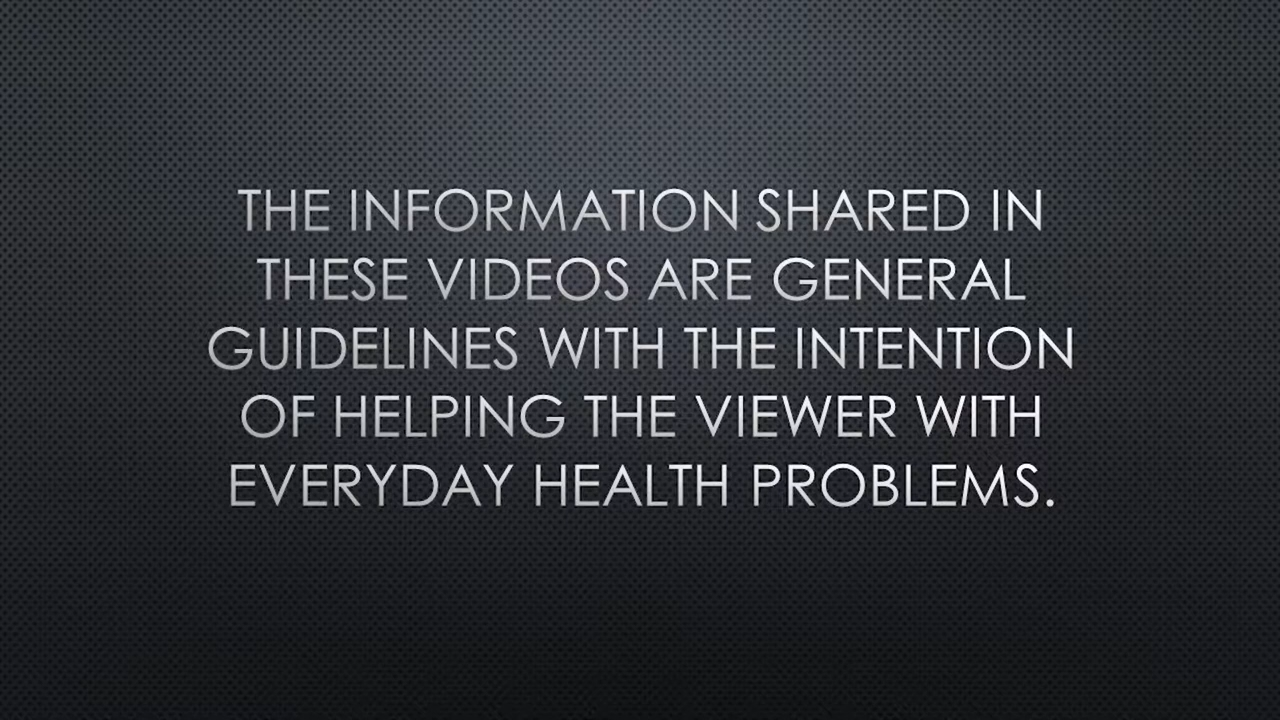 THE INFORMATION SHARED IN
THESE VIDEOS ARE GENERAL
GUIDELINES WITH THE INTENTION
OF HELPING THE VIEWER WITH
EVERYDAY HEALTH PROBLEMS.